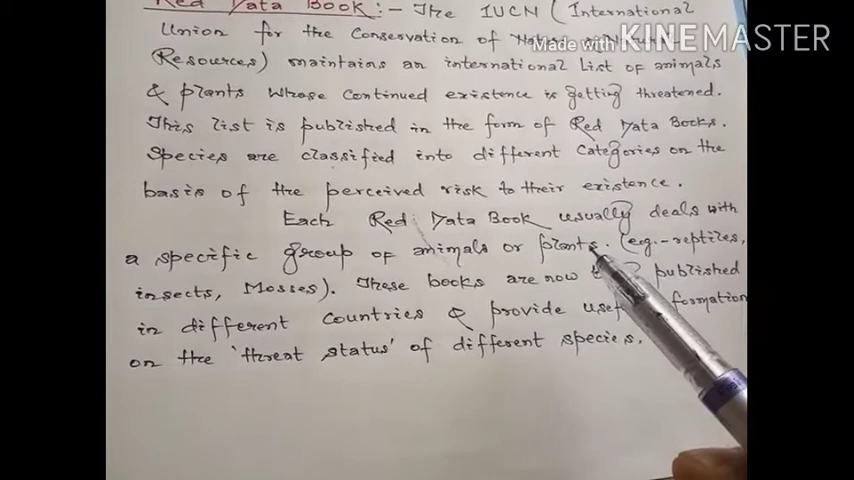 Red Data Book :- The IUCN (International
Union for the Conservation of
Made with KINEMASTER
Resources) maintains an international List of animals
& plants whose continued existence is getting threatened.
This list is published in the form of Red Data Books.
Species are classified into different categories on the
basis of the perceived risk to their existence.
Each Red Data Book usually deals with
a specific group of animals or plants. (e.g.- reptiles,
insects, Mosses). These books are now published
in different countries & provide
on the 'threat status' of different species.